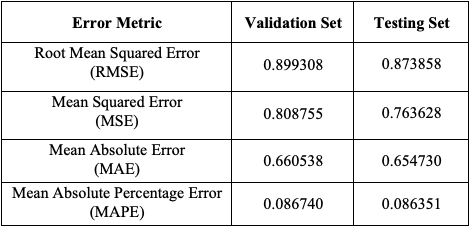 Error Metric Validation Set Testing Set
Root Mean Squared Error
(RMSE) 0.899308 0.873858
Mean Squared Error
(MSE) 0.808755 0.763628
Mean Absolute Error
(MAE) 0.660538 0.654730
Mean Absolute Percentage Error
(MAPE) 0.086740 0.086351